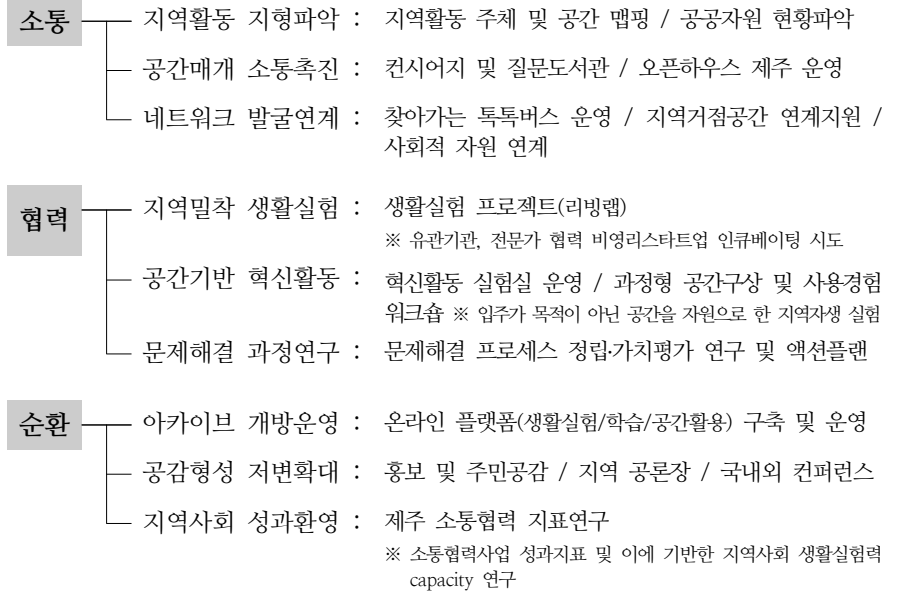 소통
지역활동 지형파악 : 지역활동 주체 및 공간 맵핑 / 공공자원 현황파악
공간매개 소통촉진 : 컨시어지 및 질문도서관 / 오픈하우스 제주 운영
네트워크 발굴연계 : 찾아가는 톡톡버스 운영 / 지역거점공간 연계지원 /
사회적 자원 연계
협력
지역밀착 생활실험 : 생활실험 프로젝트(리빙랩)
※ 유관기관, 전문가 협력 비영리스타트업 인큐베이팅 시도
공간기반 혁신활동 : 혁신활동 실험실 운영 / 과정형 공간구상 및 사용경험
워크숍 ※ 입주가 목적이 아닌 공간을 자원으로 한 지역자생 실험
문제해결 과정연구 : 문제해결 프로세스 정립·가치평가 연구 및 액션플랜
순환
아카이브 개방운영 : 온라인 플랫폼(생활실험/학습/공간활용) 구축 및 운영
공감형성 저변확대 : 홍보 및 주민공감 / 지역 공론장 / 국내외 컨퍼런스
지역사회 성과환영 : 제주 소통협력 지표연구
※ 소통협력사업 성과지표 및 이에 기반한 지역사회 생활실험력
capacity 연구